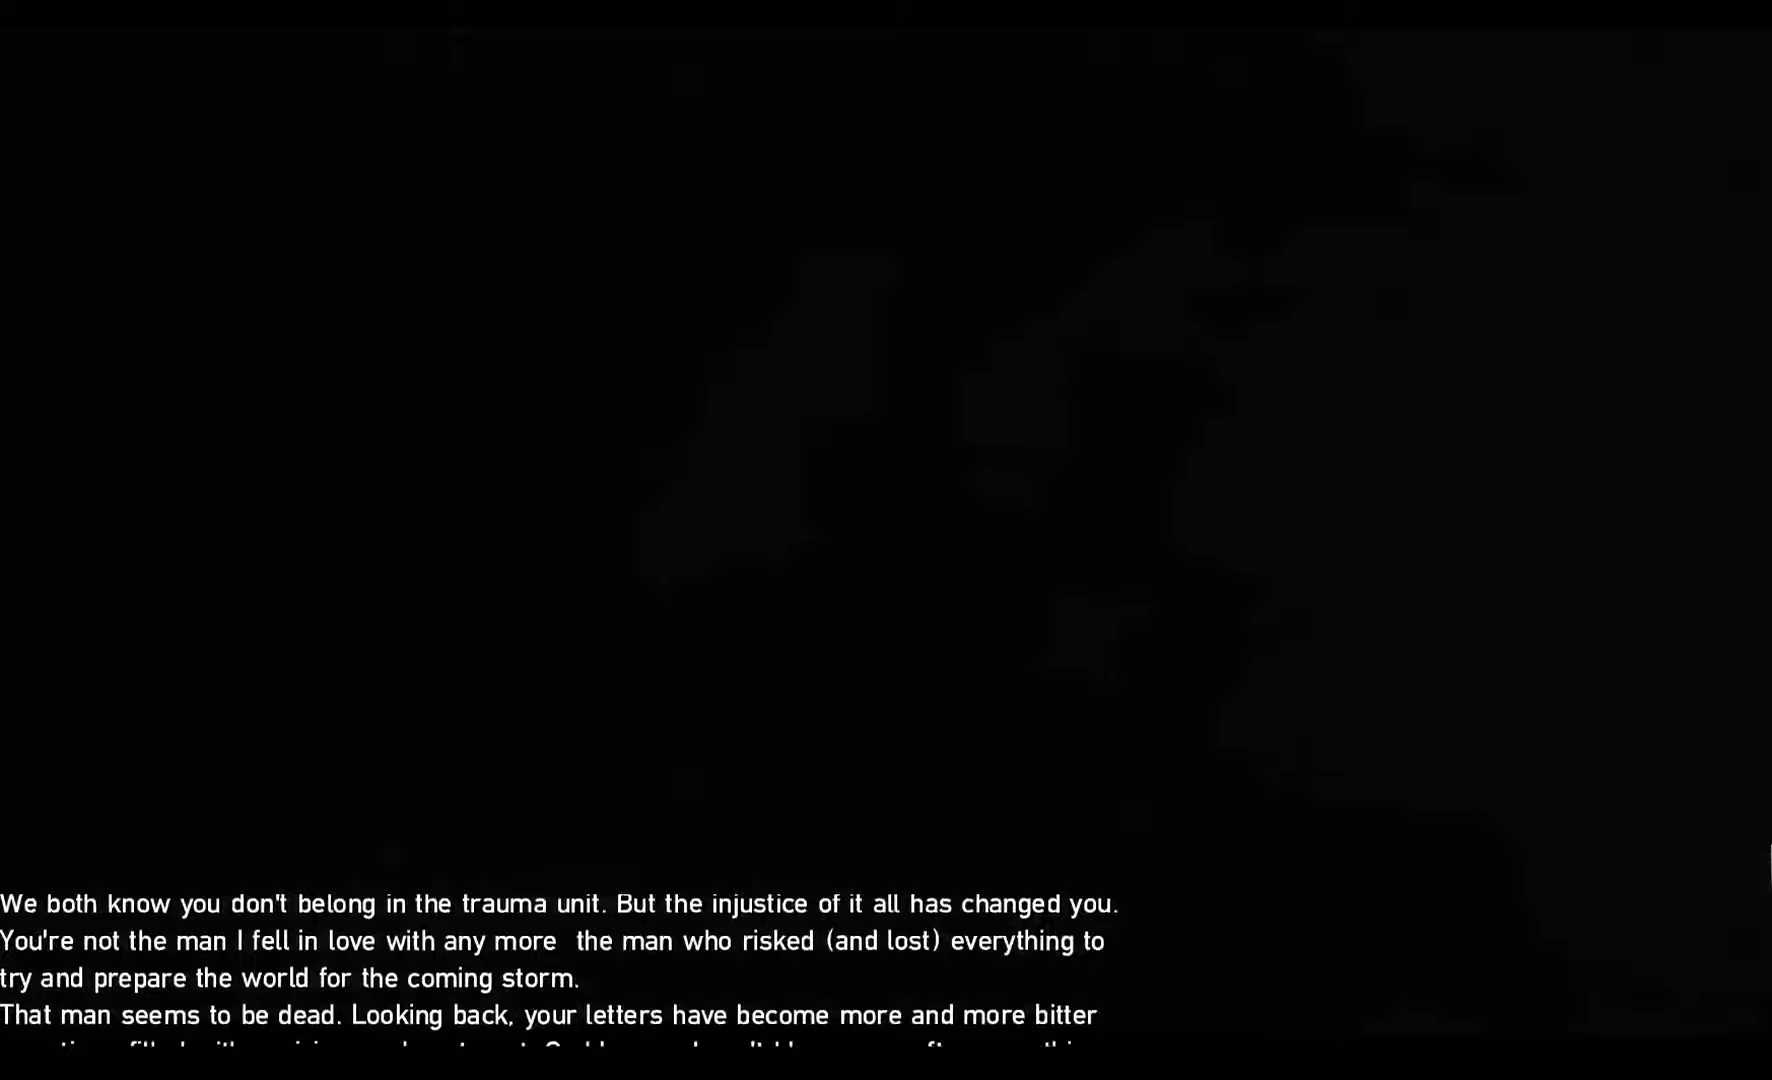 We both know you don't belong in the trauma unit. But the injustice of it all has changed you.
You're not the man I fell in love with any more  the man who risked (and lost) everything to
try and prepare the world for the coming storm.
That man seems to be dead. Looking back, your letters have become more and more bitter